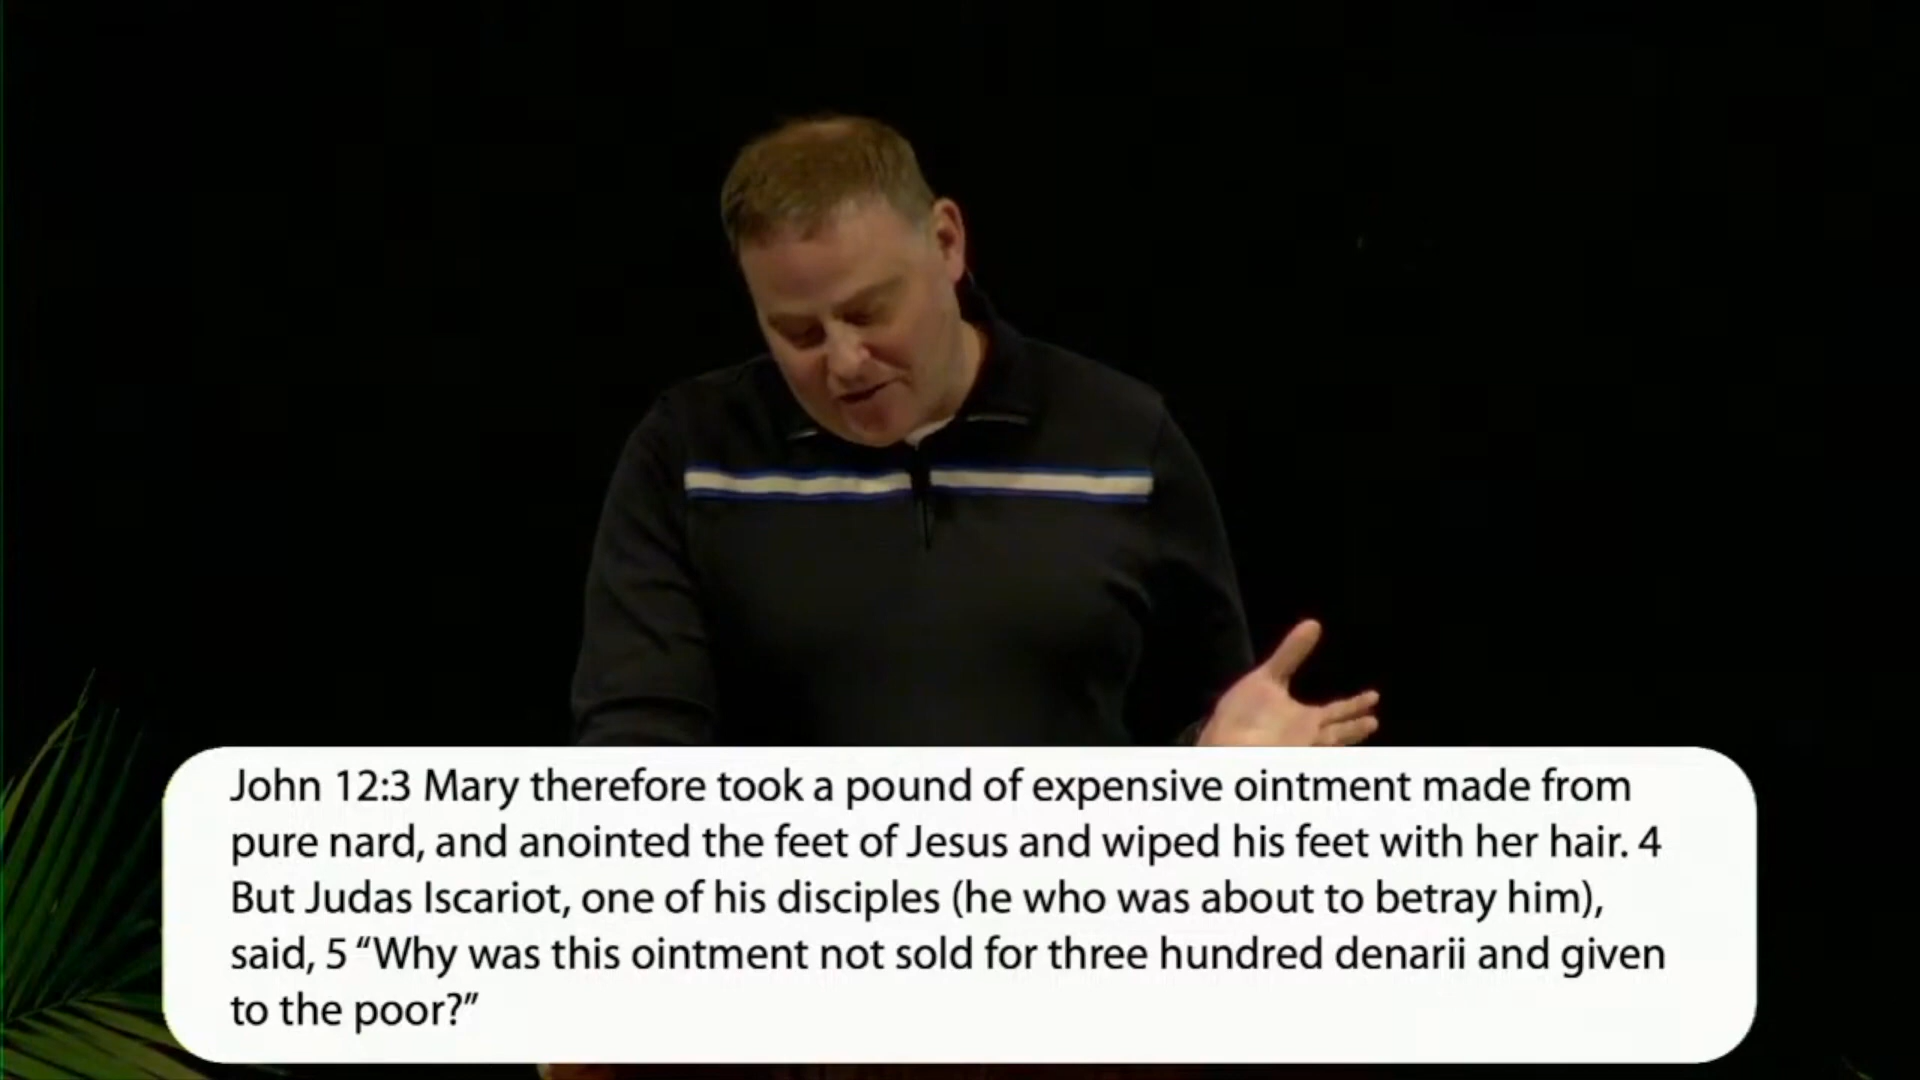 John 12:3 Mary therefore took a pound of expensive ointment made from
pure nard, and anointed the feet of Jesus and wiped his feet with her hair. 4
But Judas Iscariot, one of his disciples (he who was about to betray him),
said, 5 “Why was this ointment not sold for three hundred denarii and given
to the poor?”